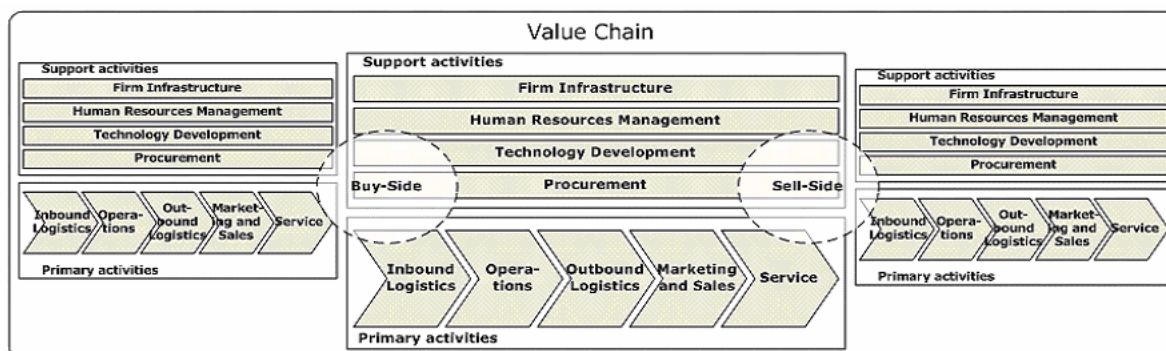 Value Chain
Support activities
Firm Infrastructure
Human Resources Management
Technology Development
Procurement
Inbound
Logistics
Opera-
tions
Out-
bound
Logistics
Market-
ing and
Sales
Service
Primary activities
Support activities
Firm Infrastructure
Human Resources Management
Technology Development
Procurement
Buy-Side
Sell-Side
Inbound
Logistics
Opera-
tions
Outbound
Logistics
Marketing
and Sales
Service
Primary activities
Support activities
Firm Infrastructure
Human Resources Management
Technology Development
Procurement
Inbound
Logistics
Opera-
tions
Out-
bound
Logistics
Market-
ing and
Sales
Service
Primary activities